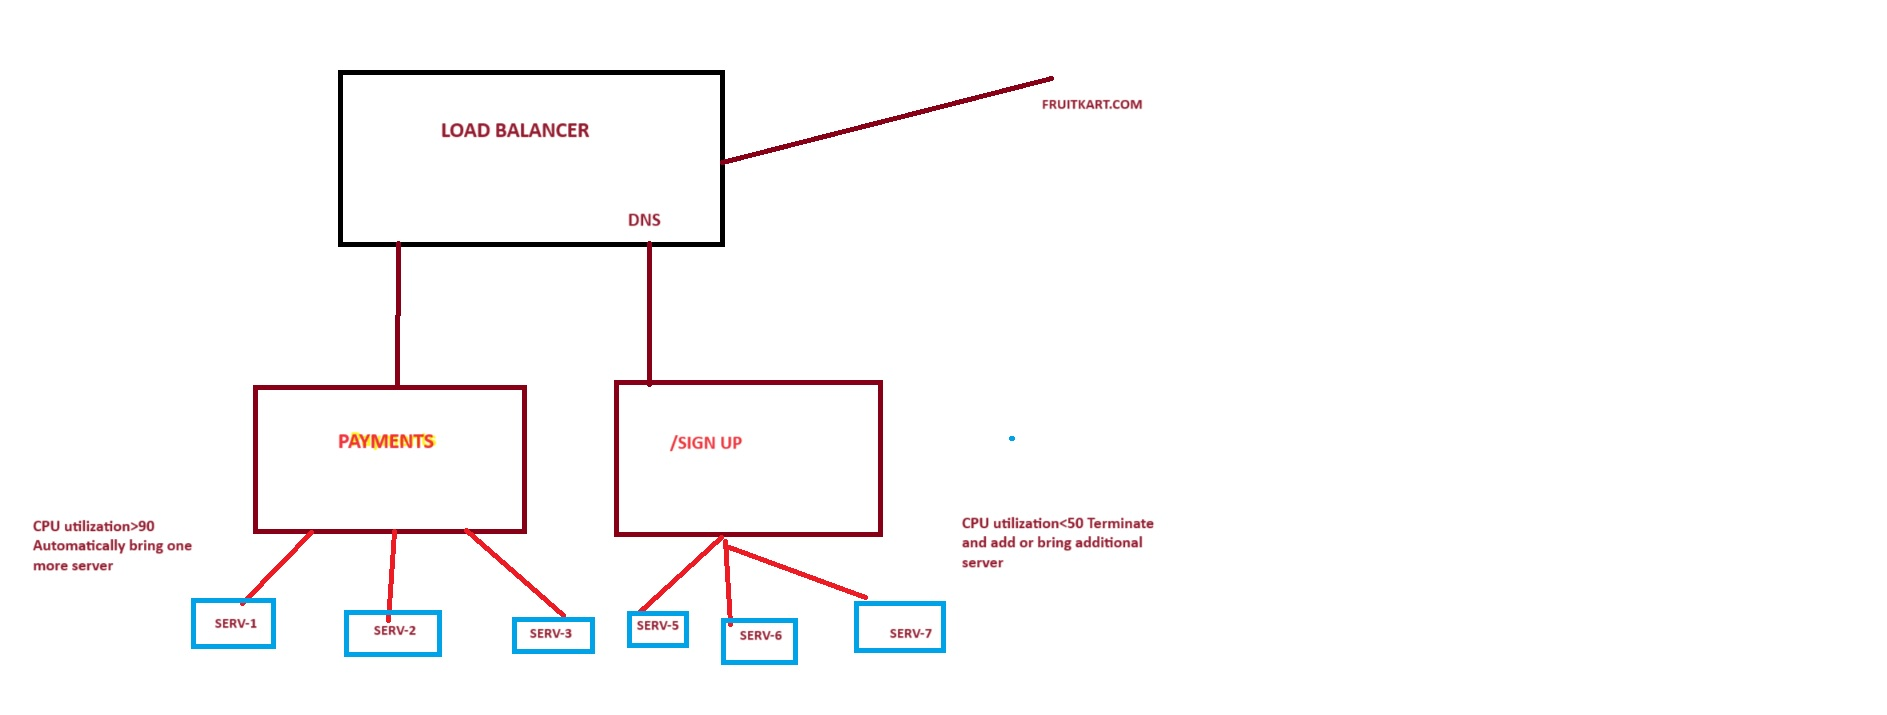 FRUITKART.COM
LOAD BALANCER
DNS
PAYMENTS
/SIGN UP
CPU utilization>90
Automatically bring one
more server
CPU utilization<50 Terminate
and add or bring additional
server
SERV-1
SERV-2
SERV-3
SERV-5
SERV-6
SERV-7